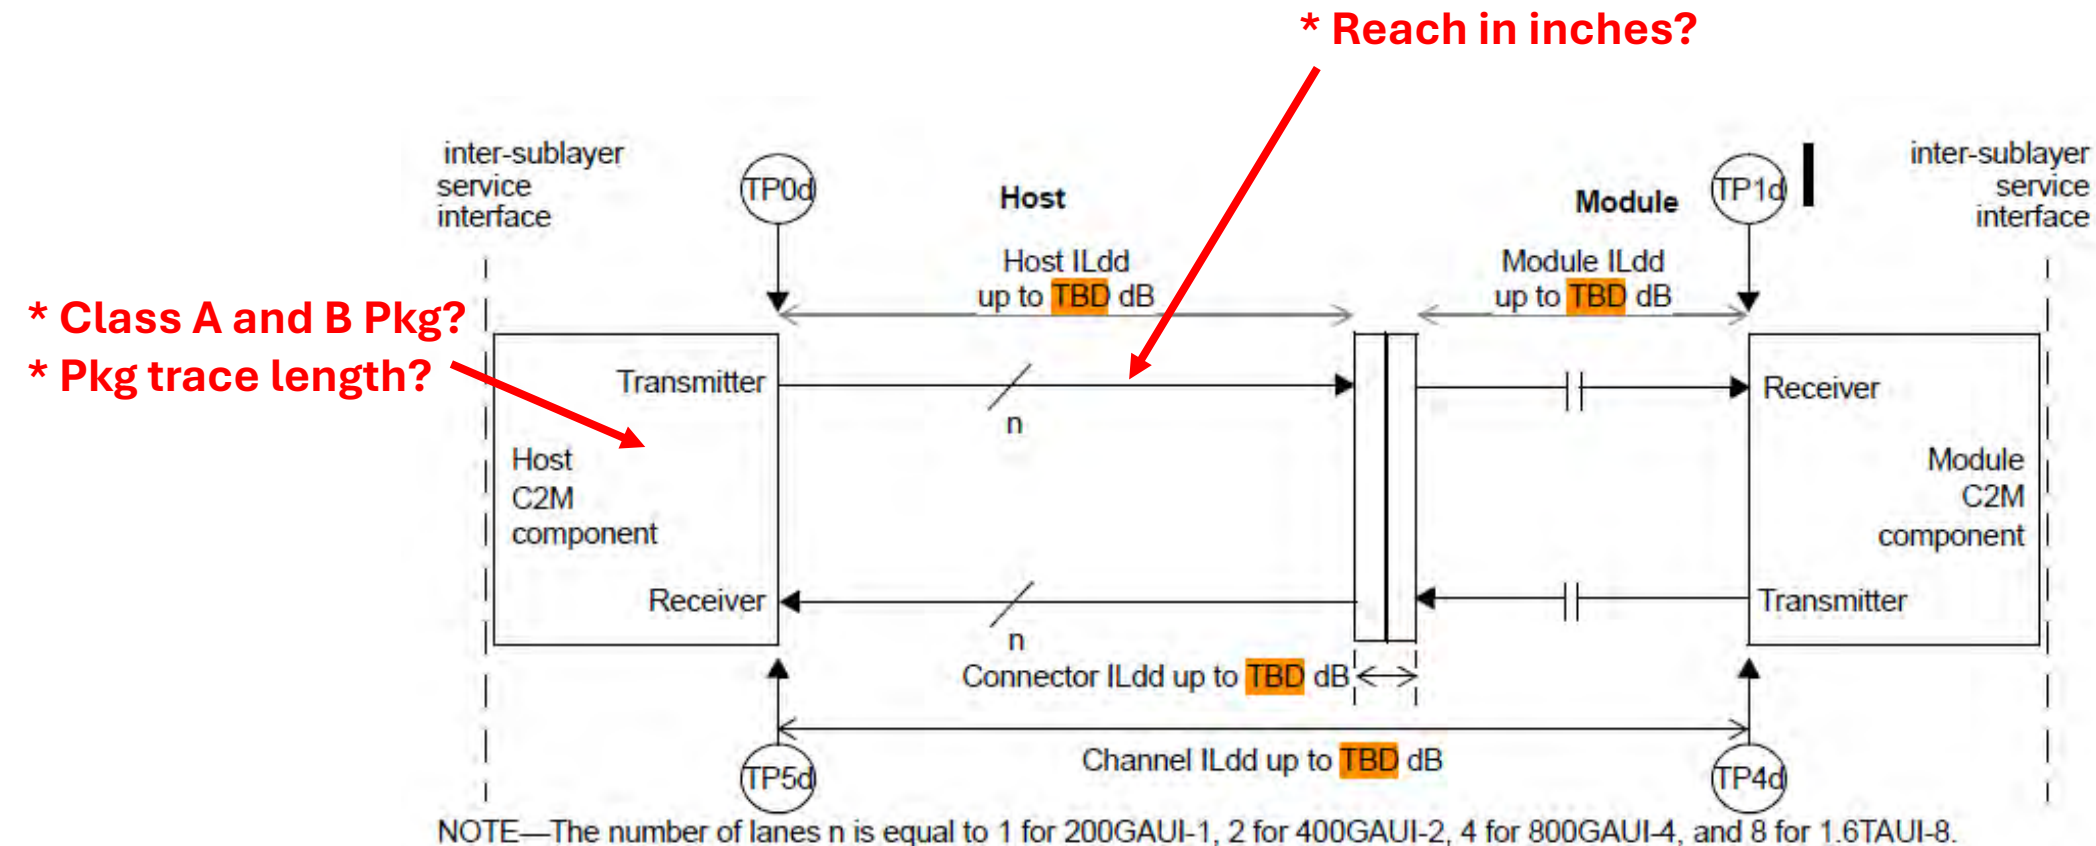 * Reach in inches?
inter-sublayer
service
interface
TP0d
Host
Module
TP1d
inter-sublayer
service
interface
Host ILdd
up to TBD dB
Module ILdd
up to TBD dB
* Class A and B Pkg?
* Pkg trace length?
Transmitter
n
Receiver
Host
C2M
component
Module
C2M
component
Receiver
n
Transmitter
Connector ILdd up to TBD dB
Channel ILdd up to TBD dB
TP5d
TP4d
NOTE—The number of lanes n is equal to 1 for 200GAUI-1, 2 for 400GAUI-2, 4 for 800GAUI-4, and 8 for 1.6TAUI-8.